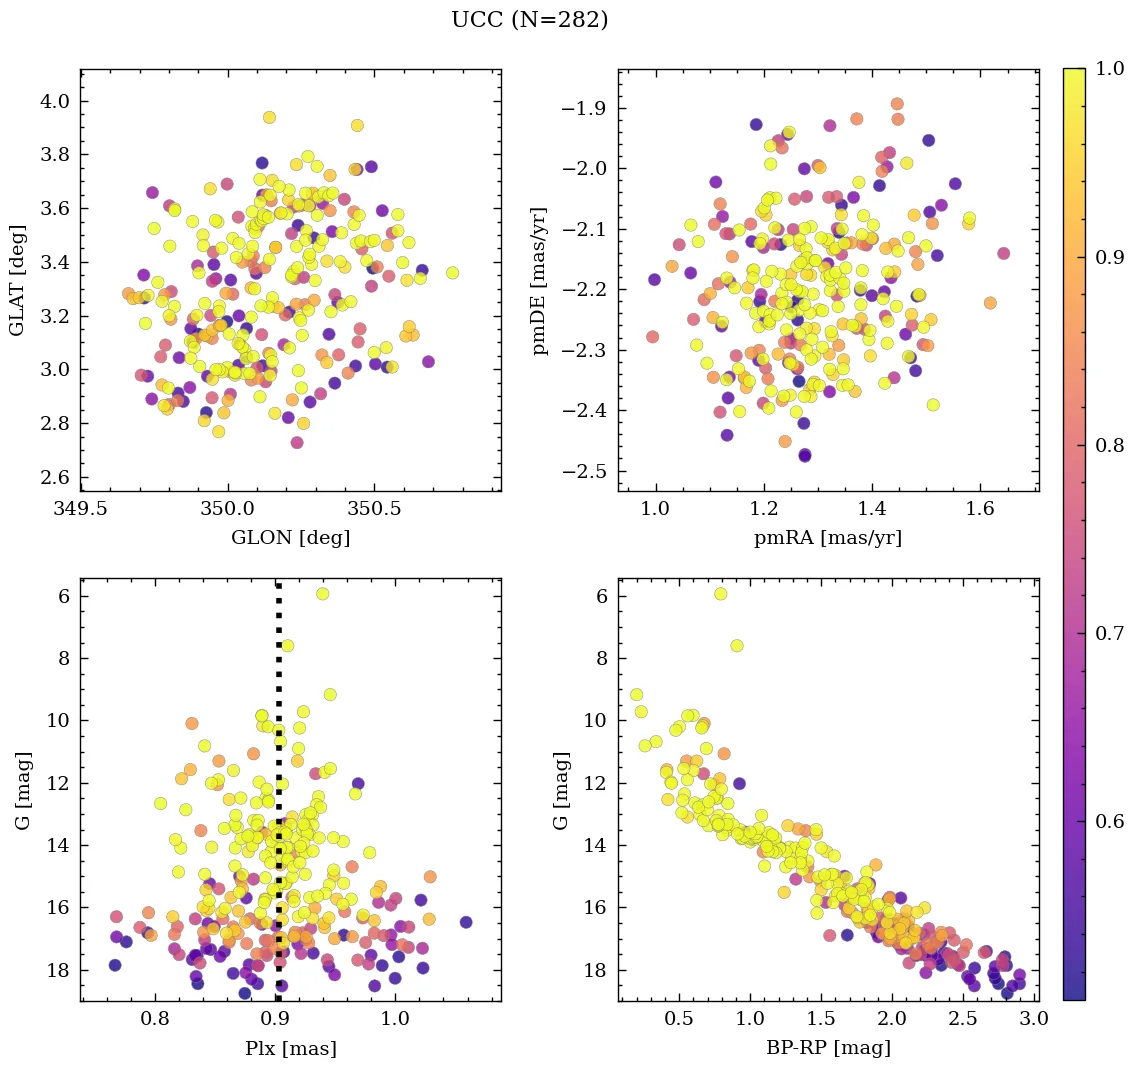 UCC (N=282)
4.0
3.8
3.6
3.4
3.2
3.0
2.8
2.6
GLAT [deg]
349.5 350.0 350.5
GLON [deg]
−1.9
−2.0
−2.1
−2.2
−2.3
−2.4
−2.5
pmDE [mas/yr]
1.0 1.2 1.4 1.6
pmRA [mas/yr]
6
8
10
12
14
16
18
G [mag]
0.8 0.9 1.0
Plx [mas]
6
8
10
12
14
16
18
G [mag]
0.5 1.0 1.5 2.0 2.5 3.0
BP-RP [mag]
1.0
0.9
0.8
0.7
0.6